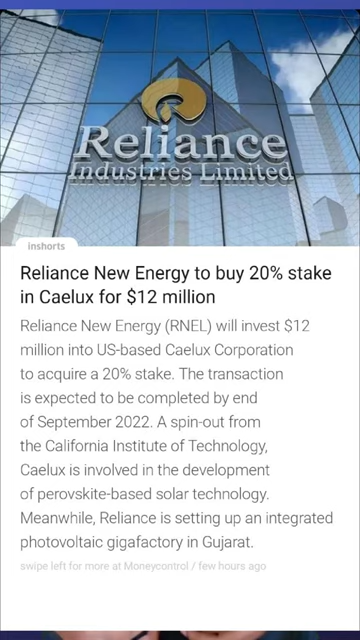 Reliance
Industries Limited
inshorts
Reliance New Energy to buy 20% stake
in Caelux for $12 million
Reliance New Energy (RNEL) will invest $12
million into US-based Caelux Corporation
to acquire a 20% stake. The transaction
is expected to be completed by end
of September 2022. A spin-out from
the California Institute of Technology,
Caelux is involved in the development
of perovskite-based solar technology.
Meanwhile, Reliance is setting up an integrated
photovoltaic gigafactory in Gujarat.
swipe left for more at Moneycontrol / few hours ago